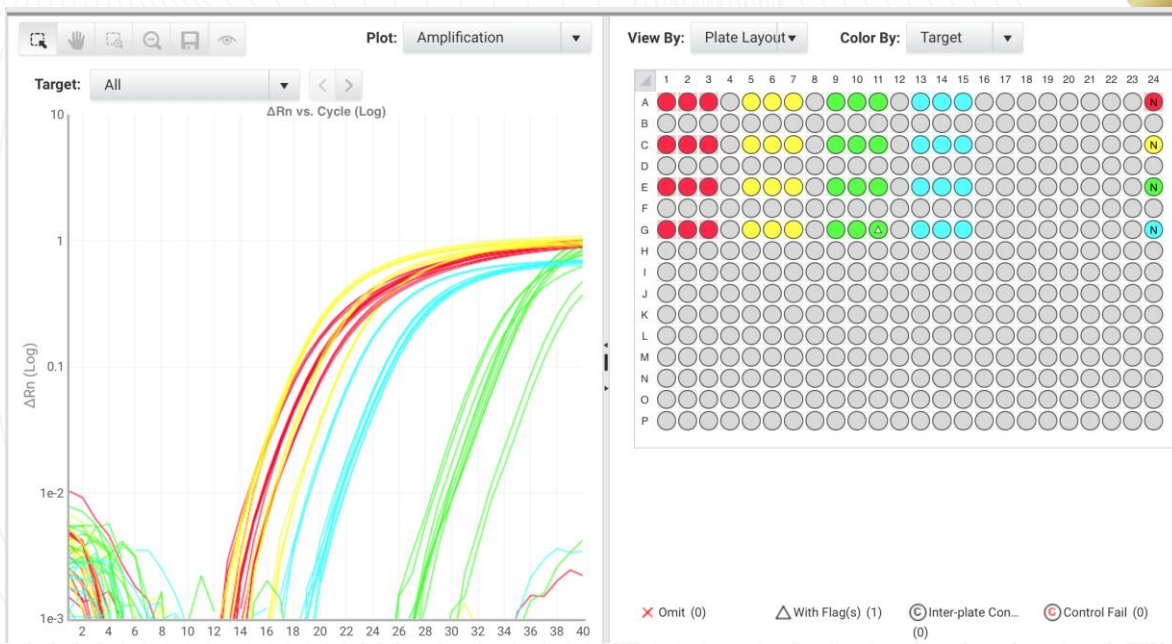 Plot: Amplification
View By: Plate Layout Color By: Target
Target: All
ΔRn vs. Cycle (Log)
10
1
0.1
1e-2
1e-3
ΔRn (Log)
2 4 6 8 10 12 14 16 18 20 22 24 26 28 30 32 34 36 38 40
1 2 3 4 5 6 7 8 9 10 11 12 13 14 15 16 17 18 19 20 21 22 23 24
A N
B
C N
D
E N
F
G N
H
I
J
K
L
M
N
O
P
Omit (0) With Flag(s) (1) C Inter-plate Con... (0) C Control Fail (0)